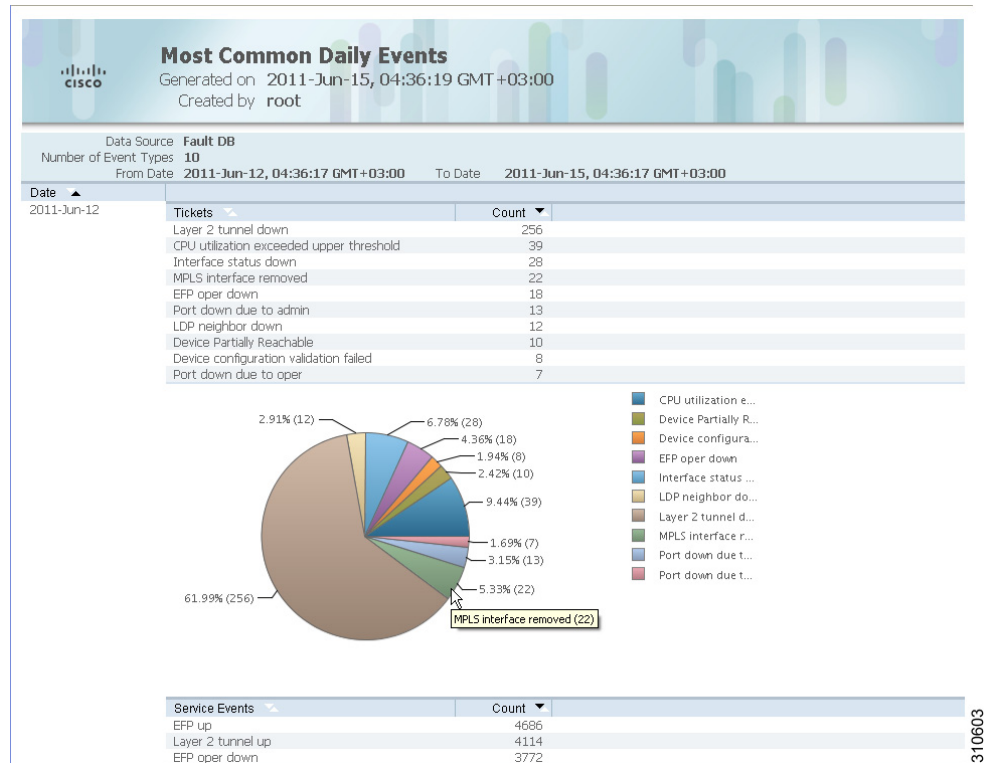 Most Common Daily Events
CISCO
Generated on 2011-Jun-15, 04:36:19 GMT+03:00
Created by root
Data Source Fault DB
Number of Event Types 10
From Date 2011-Jun-12, 04:36:17 GMT+03:00 To Date 2011-Jun-15, 04:36:17 GMT+03:00
Date
2011-Jun-12
Tickets Count
Layer 2 tunnel down 256
CPU utilization exceeded upper threshold 39
Interface status down 28
MPLS interface removed 22
EFP oper down 18
Port down due to admin 13
LDP neighbor down 12
Device Partially Reachable 10
Device configuration validation failed 8
Port down due to oper 7
2.91% (12)
6.78% (28)
4.36% (18)
1.94% (8)
2.42% (10)
9.44% (39)
1.69% (7)
3.15% (13)
5.33% (22)
61.99% (256)
MPLS interface removed (22)
CPU utilization e...
Device Partially R...
Device configura...
EFP oper down
Interface status ...
LDP neighbor do...
Layer 2 tunnel d...
MPLS interface r...
Port down due t...
Port down due t...
Service Events Count
EFP up 4686
Layer 2 tunnel up 4114
EFP oper down 3772
310603